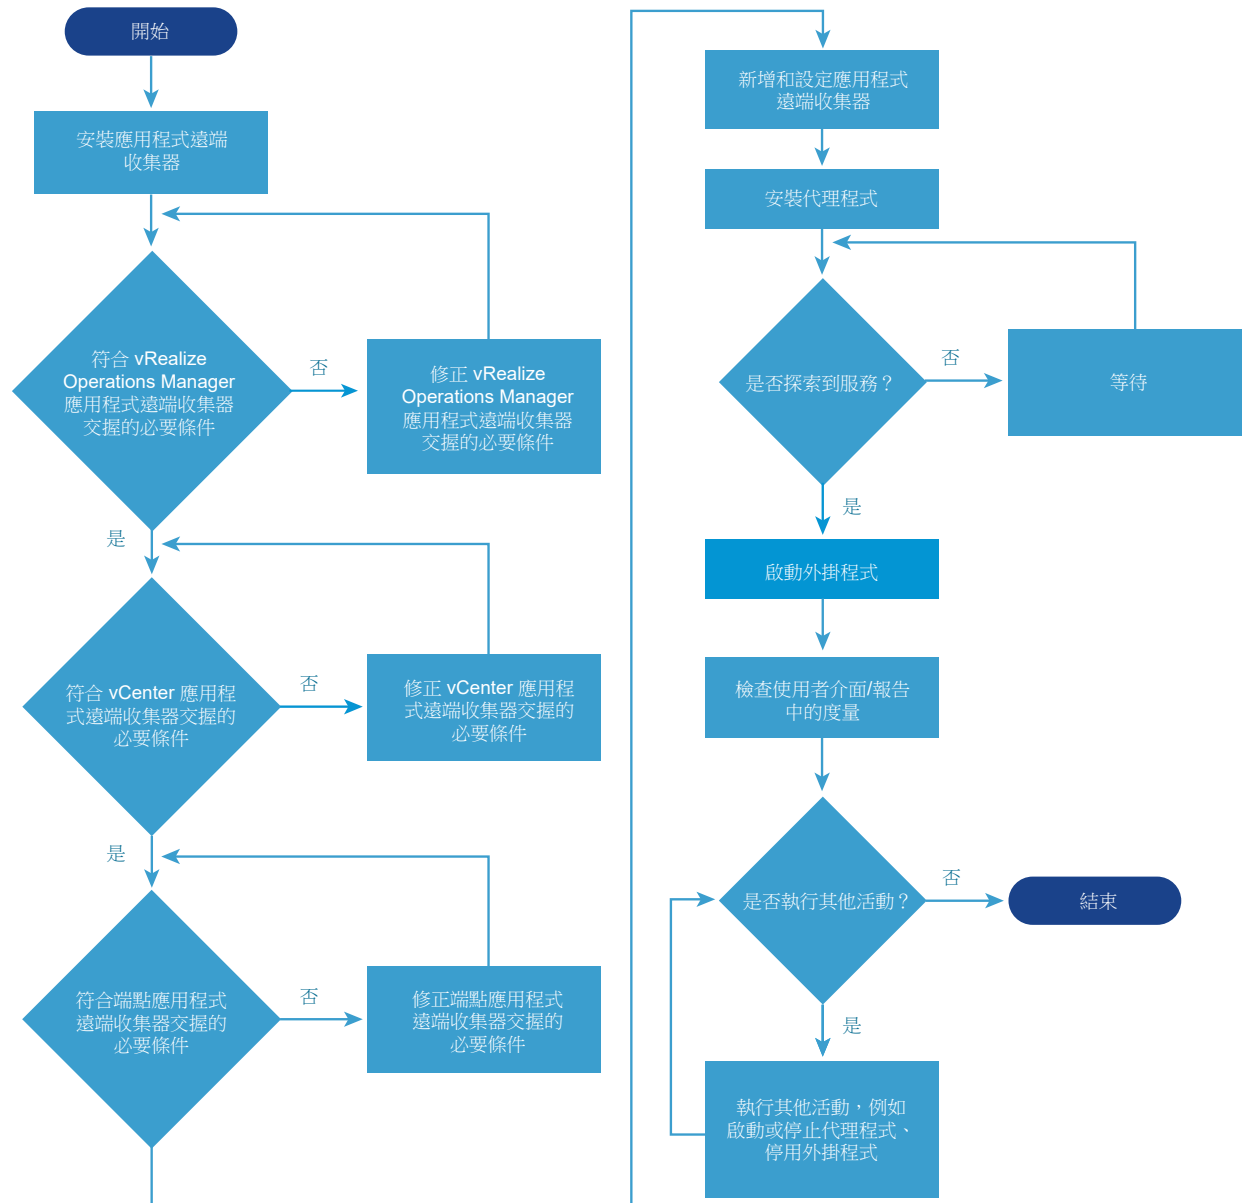 開始
安裝應用程式遠端
收集器
符合 vRealize
Operations Manager
應用程式遠端收集器
交握的必要條件
否
修正 vRealize
Operations Manager
應用程式遠端收集器
交握的必要條件
是
符合 vCenter 應用程
式遠端收集器交握的
必要條件
否
修正 vCenter 應用程
式遠端收集器交握的
必要條件
是
符合端點應用程式
遠端收集器交握的
必要條件
否
修正端點應用程式
遠端收集器交握的
必要條件
新增和設定應用程式
遠端收集器
安裝代理程式
是否探索到服務？
否
等待
是
啟動外掛程式
檢查使用者介面/報告
中的度量
是否執行其他活動？
否
結束
是
執行其他活動，例如
啟動或停止代理程式、
停用外掛程式